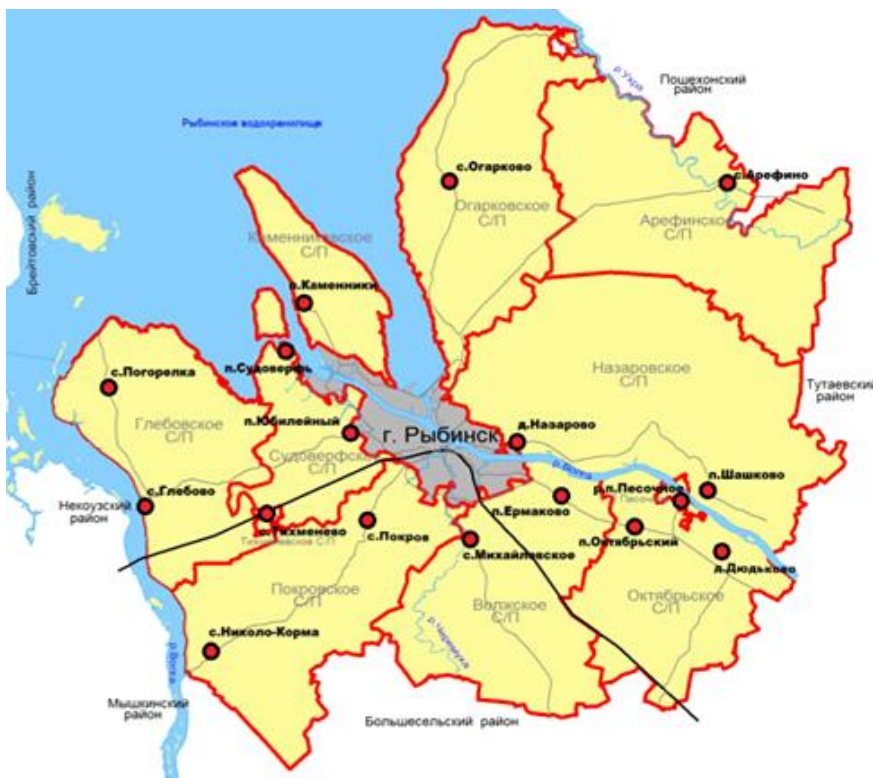 р.Ухра
Пошехонский
район
Рыбинское водохранилище
с.Огарково
с.Арефино
Огарковское
С/П
Арефинское
С/П
Брейтовский район
Каменниковское
С/П
п.Каменники
п.Судоверфь
с.Погорелка
Назаровское
С/П
Тутаевский
район
Глебовское
С/П
п.Юбилейный
г. Рыбинск
д.Назарово
Судоверфское
С/П
р.Волга
п.Шашково
р.п.Песочное
с.Глебово
Некоузский
район
п.Ермаково
с.Тихменево
Тихменевское С/П
с.Покров
с.Михайловское
п.Октябрьский
д.Дюдьково
Покровское
С/П
Волжское
С/П
Октябрьское
С/П
р.Черемуха
с.Николо-Корма
р.Волга
Мышкинский
район
Большесельский район